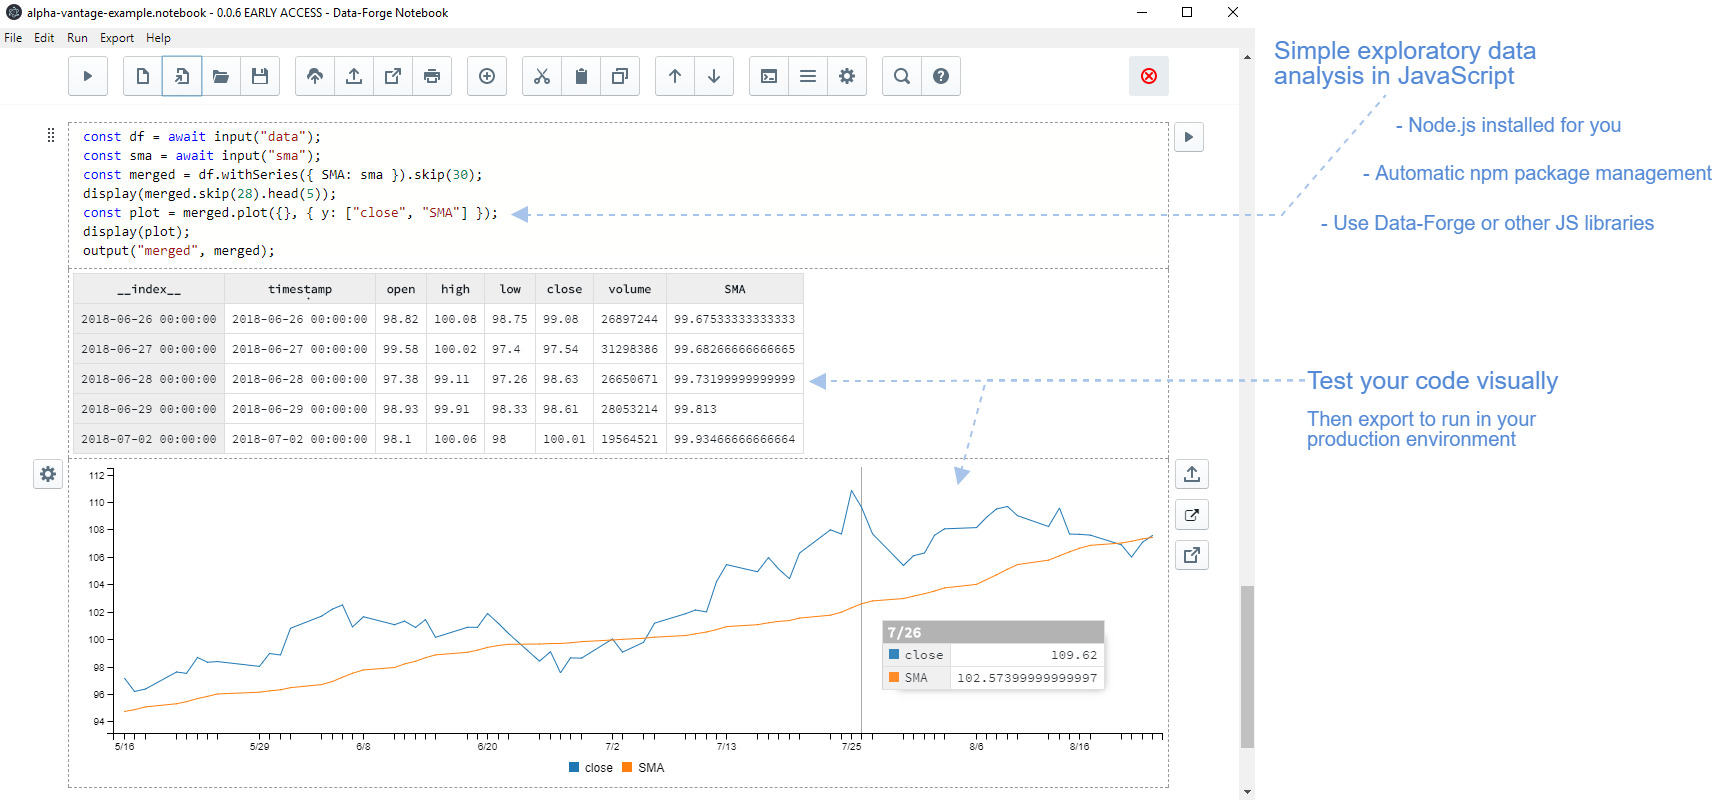 alpha-vantage-example.notebook - 0.0.6 EARLY ACCESS - Data-Forge Notebook
File Edit Run Export Help
Simple exploratory data
analysis in JavaScript
- Node.js installed for you
- Automatic npm package management
- Use Data-Forge or other JS libraries
const df = await input("data");
const sma = await input("sma");
const merged = df.withSeries({ SMA: sma }).skip(30);
display(merged.skip(28).head(5));
const plot = merged.plot({}, { y: ["close", "SMA"] });
display(plot);
output("merged", merged);
__index__ timestamp open high low close volume SMA
2018-06-26 00:00:00 2018-06-26 00:00:00 98.82 100.08 98.75 99.08 26897244 99.67533333333333
2018-06-27 00:00:00 2018-06-27 00:00:00 99.58 100.02 97.4 97.54 31298386 99.68266666666665
2018-06-28 00:00:00 2018-06-28 00:00:00 97.38 99.11 97.26 98.63 26650671 99.73199999999999
2018-06-29 00:00:00 2018-06-29 00:00:00 98.93 99.91 98.33 98.61 28053214 99.813
2018-07-02 00:00:00 2018-07-02 00:00:00 98.1 100.06 98 100.01 19564521 99.93466666666664
Test your code visually
Then export to run in your
production environment
112
110
108
106
104
102
100
98
96
94
7/26
close 109.62
SMA 102.57399999999997
5/16 5/29 6/8 6/20 7/2 7/13 7/25 8/6 8/16
close SMA